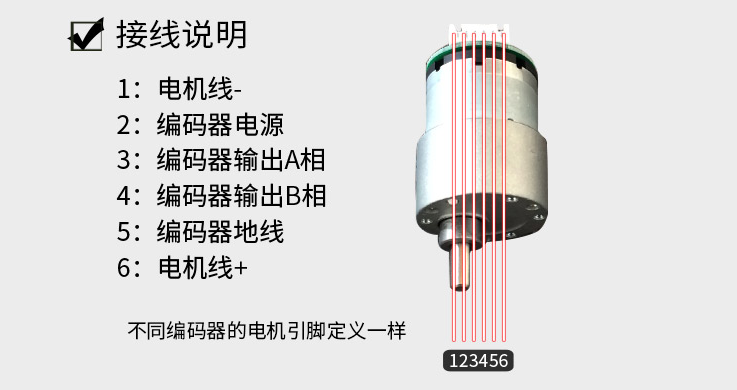 接线说明
1：电机线-
2：编码器电源
3：编码器输出A相
4：编码器输出B相
5：编码器地线
6：电机线+
不同编码器的电机引脚定义一样
123456